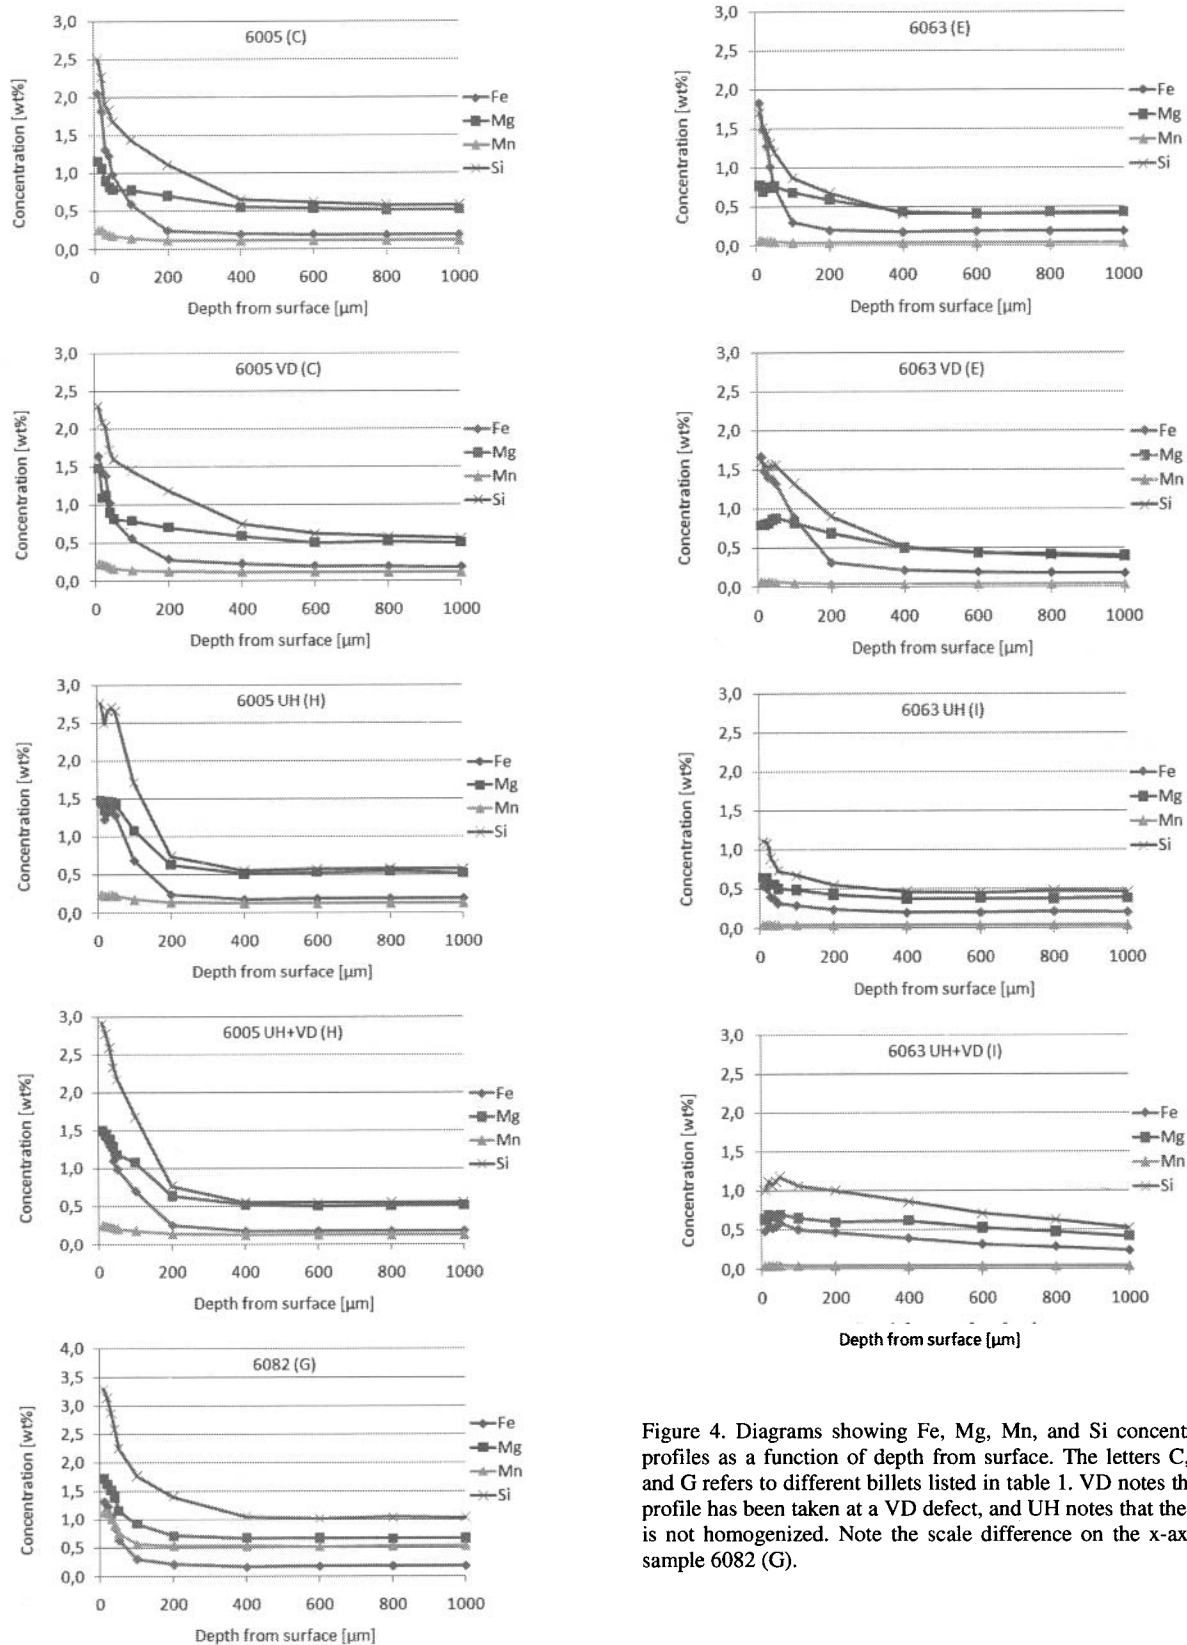 3,0
2,5
2,0
1,5
1,0
0,5
0,0
Concentration [wt%]
6005 (C)
Fe
Mg
Mn
Si
0 200 400 600 800 1000
Depth from surface [µm]
3,0
2,5
2,0
1,5
1,0
0,5
0,0
Concentration [wt%]
6005 VD (C)
Fe
Mg
Mn
Si
0 200 400 600 800 1000
Depth from surface [µm]
3,0
2,5
2,0
1,5
1,0
0,5
0,0
Concentration [wt%]
6005 UH (H)
Fe
Mg
Mn
Si
0 200 400 600 800 1000
Depth from surface [µm]
3,0
2,5
2,0
1,5
1,0
0,5
0,0
Concentration [wt%]
6005 UH+VD (H)
Fe
Mg
Mn
Si
0 200 400 600 800 1000
Depth from surface [µm]
4,0
3,5
3,0
2,5
2,0
1,5
1,0
0,5
0,0
Concentration [wt%]
6082 (G)
Fe
Mg
Mn
Si
0 200 400 600 800 1000
Depth from surface [µm]
3,0
2,5
2,0
1,5
1,0
0,5
0,0
Concentration [wt%]
6063 (E)
Fe
Mg
Mn
Si
0 200 400 600 800 1000
Depth from surface [µm]
3,0
2,5
2,0
1,5
1,0
0,5
0,0
Concentration [wt%]
6063 VD (E)
Fe
Mg
Mn
Si
0 200 400 600 800 1000
Depth from surface [µm]
3,0
2,5
2,0
1,5
1,0
0,5
0,0
Concentration [wt%]
6063 UH (I)
Fe
Mg
Mn
Si
0 200 400 600 800 1000
Depth from surface [µm]
3,0
2,5
2,0
1,5
1,0
0,5
0,0
Concentration [wt%]
6063 UH+VD (I)
Fe
Mg
Mn
Si
0 200 400 600 800 1000
Depth from surface [µm]
Figure 4. Diagrams showing Fe, Mg, Mn, and Si concent
profiles as a function of depth from surface. The letters C,
and G refers to different billets listed in table 1. VD notes th
profile has been taken at a VD defect, and UH notes that the
is not homogenized. Note the scale difference on the x-ax
sample 6082 (G).